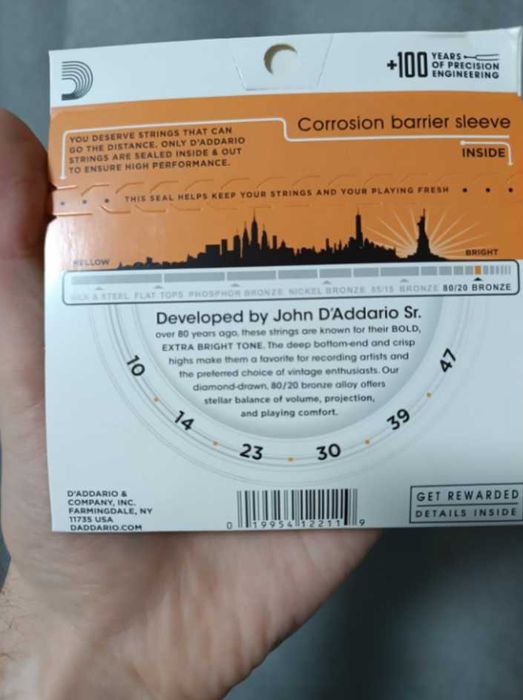 +100 YEARS
OF PRECISION
ENGINEERING
YOU DESERVE STRINGS THAT CAN
GO THE DISTANCE. ONLY D'ADDARIO
STRINGS ARE SEALED INSIDE & OUT
TO ENSURE HIGH PERFORMANCE.
Corrosion barrier sleeve
INSIDE
• • • THIS SEAL HELPS KEEP YOUR STRINGS AND YOUR PLAYING FRESH • • •
MELLOW
BRIGHT
SILK & STEEL FLAT TOPS PHOSPHOR BRONZE NICKEL BRONZE 85/15 BRONZE 80/20 BRONZE
Developed by John D'Addario Sr.
over 80 years ago, these strings are known for their BOLD,
EXTRA BRIGHT TONE. The deep bottom-end and crisp
highs make them a favorite for recording artists and
the preferred choice of vintage enthusiasts. Our
diamond-drawn, 80/20 bronze alloy offers
stellar balance of volume, projection,
and playing comfort.
10 • 14 • 23 • 30 • 39 • 47
D'ADDARIO &
COMPANY, INC.
FARMINGDALE, NY
11735 USA
DADDARIO.COM
0 19954 12211 9
GET REWARDED
DETAILS INSIDE